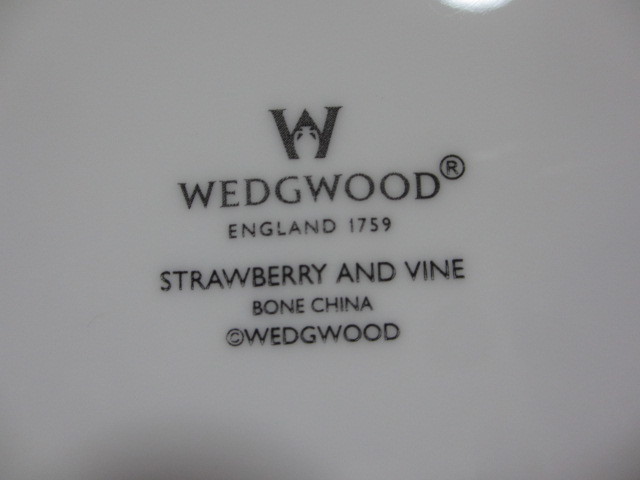 W
WEDGWOOD®
ENGLAND 1759
STRAWBERRY AND VINE
BONE CHINA
©WEDGWOOD